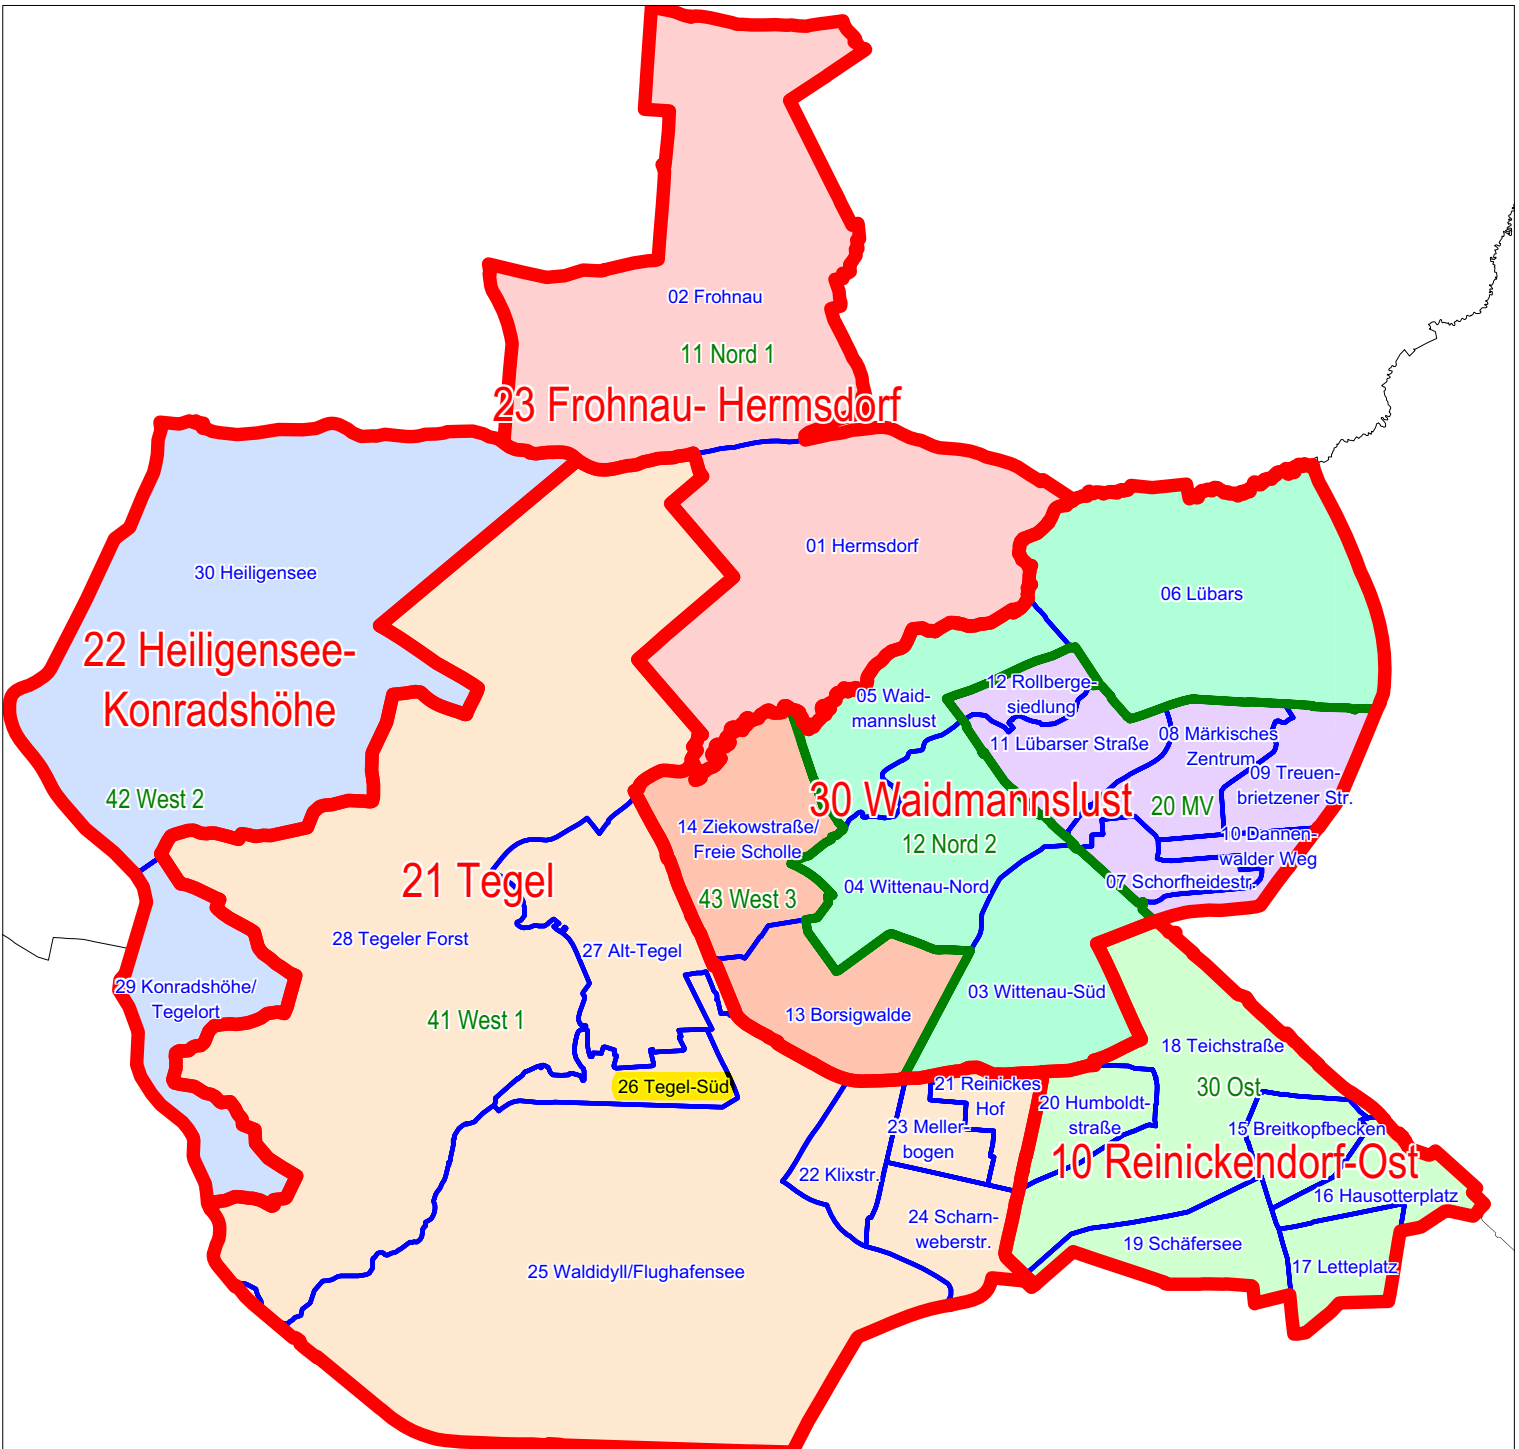 02 Frohnau
11 Nord 1
23 Frohnau- Hermsdorf
01 Hermsdorf
30 Heiligensee
22 Heiligensee-
Konradshöhe
42 West 2
06 Lübars
05 Waid-
mannslust
12 Rollberge-
siedlung
11 Lübarser Straße
08 Märkisches
Zentrum
09 Treuen-
brietzener Str.
30 Waidmannslust
20 MV
14 Ziekowstraße/
Freie Scholle
12 Nord 2
10 Dannen-
walder Weg
07 Schorfheidestr.
04 Wittenau-Nord
43 West 3
21 Tegel
28 Tegeler Forst
27 Alt-Tegel
29 Konradshöhe/
Tegelort
41 West 1
13 Borsigwalde
03 Wittenau-Süd
26 Tegel-Süd
18 Teichstraße
30 Ost
21 Reinickes
Hof
20 Humboldt-
straße
23 Meller-
bogen
15 Breitkopfbecken
10 Reinickendorf-Ost
22 Klixstr.
16 Hausotterplatz
24 Scharn-
weberstr.
19 Schäfersee
17 Letteplatz
25 Waldidyll/Flughafensee